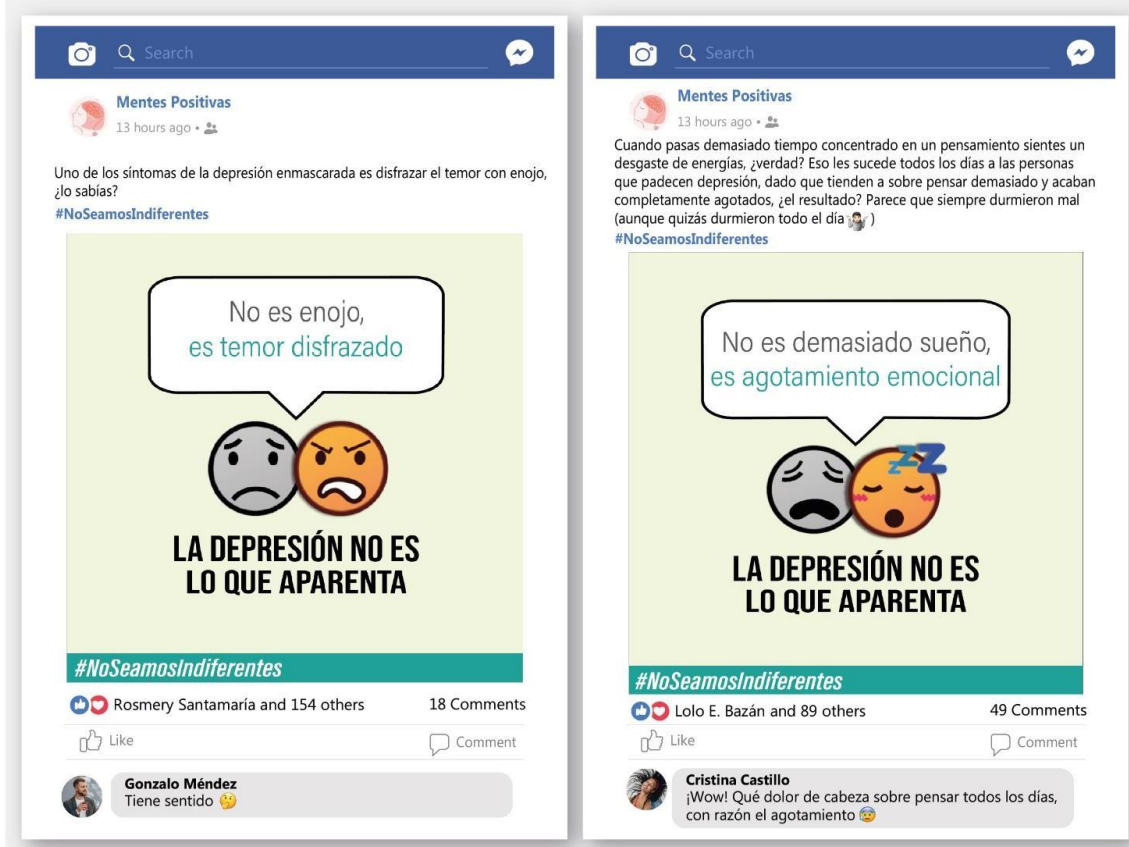 Search
Mentes Positivas
13 hours ago •
Uno de los síntomas de la depresión enmascarada es disfrazar el temor con enojo,
¿lo sabías?
#NoSeamosIndiferentes
No es enojo,
es temor disfrazado
LA DEPRESIÓN NO ES
LO QUE APARENTA
#NoSeamosIndiferentes
Rosmery Santamaría and 154 others 18 Comments
Like Comment
Gonzalo Méndez
Tiene sentido 🤔
Search
Mentes Positivas
13 hours ago •
Cuando pasas demasiado tiempo concentrado en un pensamiento sientes un
desgaste de energías, ¿verdad? Eso les sucede todos los días a las personas
que padecen depresión, dado que tienden a sobre pensar demasiado y acaban
completamente agotados, ¿el resultado? Parece que siempre durmieron mal
(aunque quizás durmieron todo el día 🤷‍♂️ )
#NoSeamosIndiferentes
No es demasiado sueño,
es agotamiento emocional
ZZ
LA DEPRESIÓN NO ES
LO QUE APARENTA
#NoSeamosIndiferentes
Lolo E. Bazán and 89 others 49 Comments
Like Comment
Cristina Castillo
¡Wow! Qué dolor de cabeza sobre pensar todos los días,
con razón el agotamiento 😰